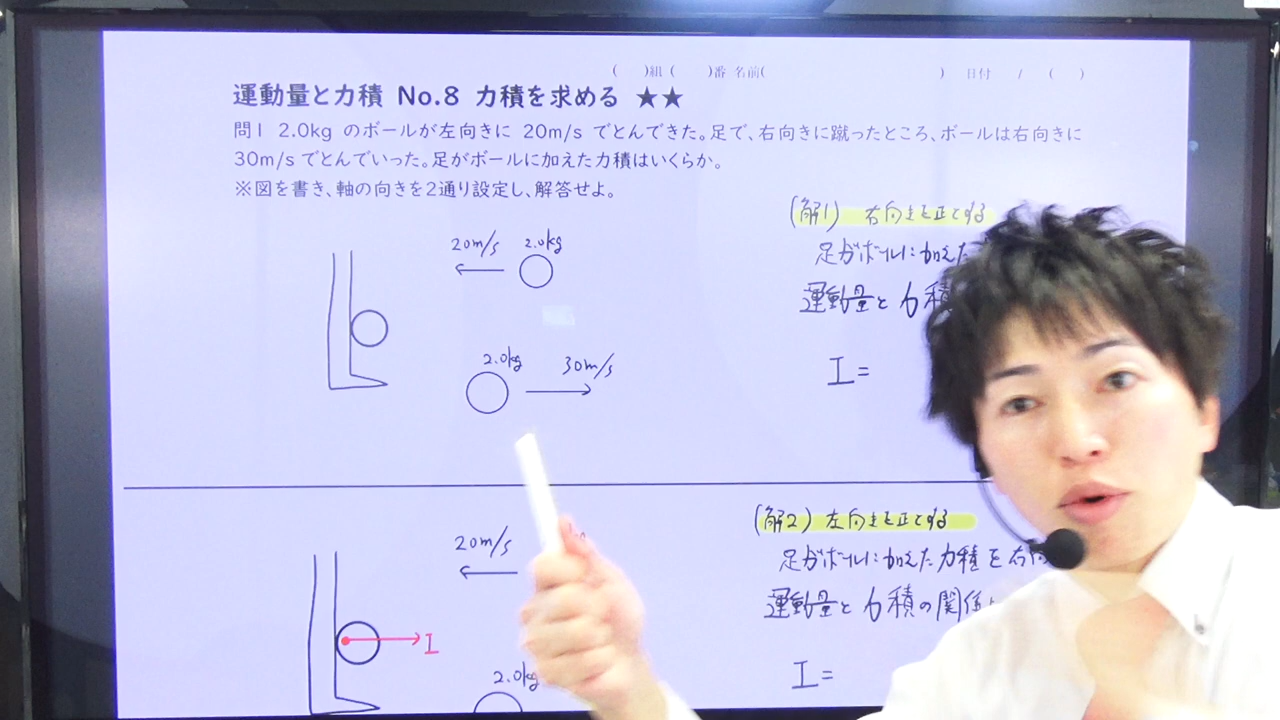 ( )組 ( )番 名前( ) 日付 / ( )
運動量と力積 No.8 力積を求める ★★
問1 2.0kg のボールが左向きに 20m/s でとんできた。足で、右向きに蹴ったところ、ボールは右向きに
30m/s でとんでいった。足がボールに加えた力積はいくらか。
※図を書き、軸の向きを2通り設定し、解答せよ。
20m/s 2.0kg
2.0kg 30m/s
(解1) 右向きを正とする
足がボールに加えた
運動量と力積
I=
20m/s
I
2.0kg
(解2) 左向きを正とする
足がボールに加えた力積を右向
運動量と力積の関係
I=